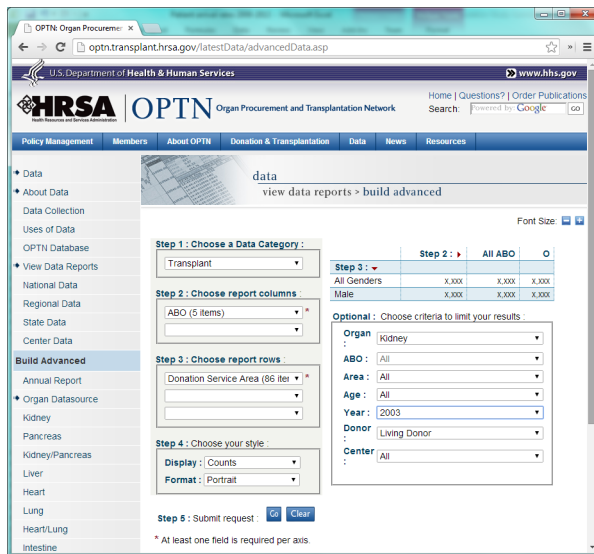 OPTN: Organ Procuremer ×
optn.transplant.hrsa.gov/latestData/advancedData.asp
U.S. Department of Health & Human Services
www.hhs.gov
HRSA
Health Resources and Services Administration
OPTN Organ Procurement and Transplantation Network
Home | Questions? | Order Publications
Search: Powered by Google GO
Policy Management Members About OPTN Donation & Transplantation Data News Resources
Data
About Data
Data Collection
Uses of Data
OPTN Database
View Data Reports
National Data
Regional Data
State Data
Center Data
Build Advanced
Annual Report
Organ Datasource
Kidney
Pancreas
Kidney/Pancreas
Liver
Heart
Lung
Heart/Lung
Intestine
data
view data reports > build advanced
Font Size:
Step 1 : Choose a Data Category :
Transplant
Step 2 : Choose report columns :
ABO (5 items) *
Step 3 : Choose report rows :
Donation Service Area (86 iter *
Step 4 : Choose your style :
Display : Counts
Format : Portrait
Step 5 : Submit request : Go Clear
* At least one field is required per axis.
Step 2 : All ABO O
Step 3 :
All Genders x,xxx x,xxx x,xxx
Male x,xxx x,xxx x,xxx
Optional : Choose criteria to limit your results :
Organ : Kidney
ABO : All
Area : All
Age : All
Year : 2003
Donor : Living Donor
Center : All